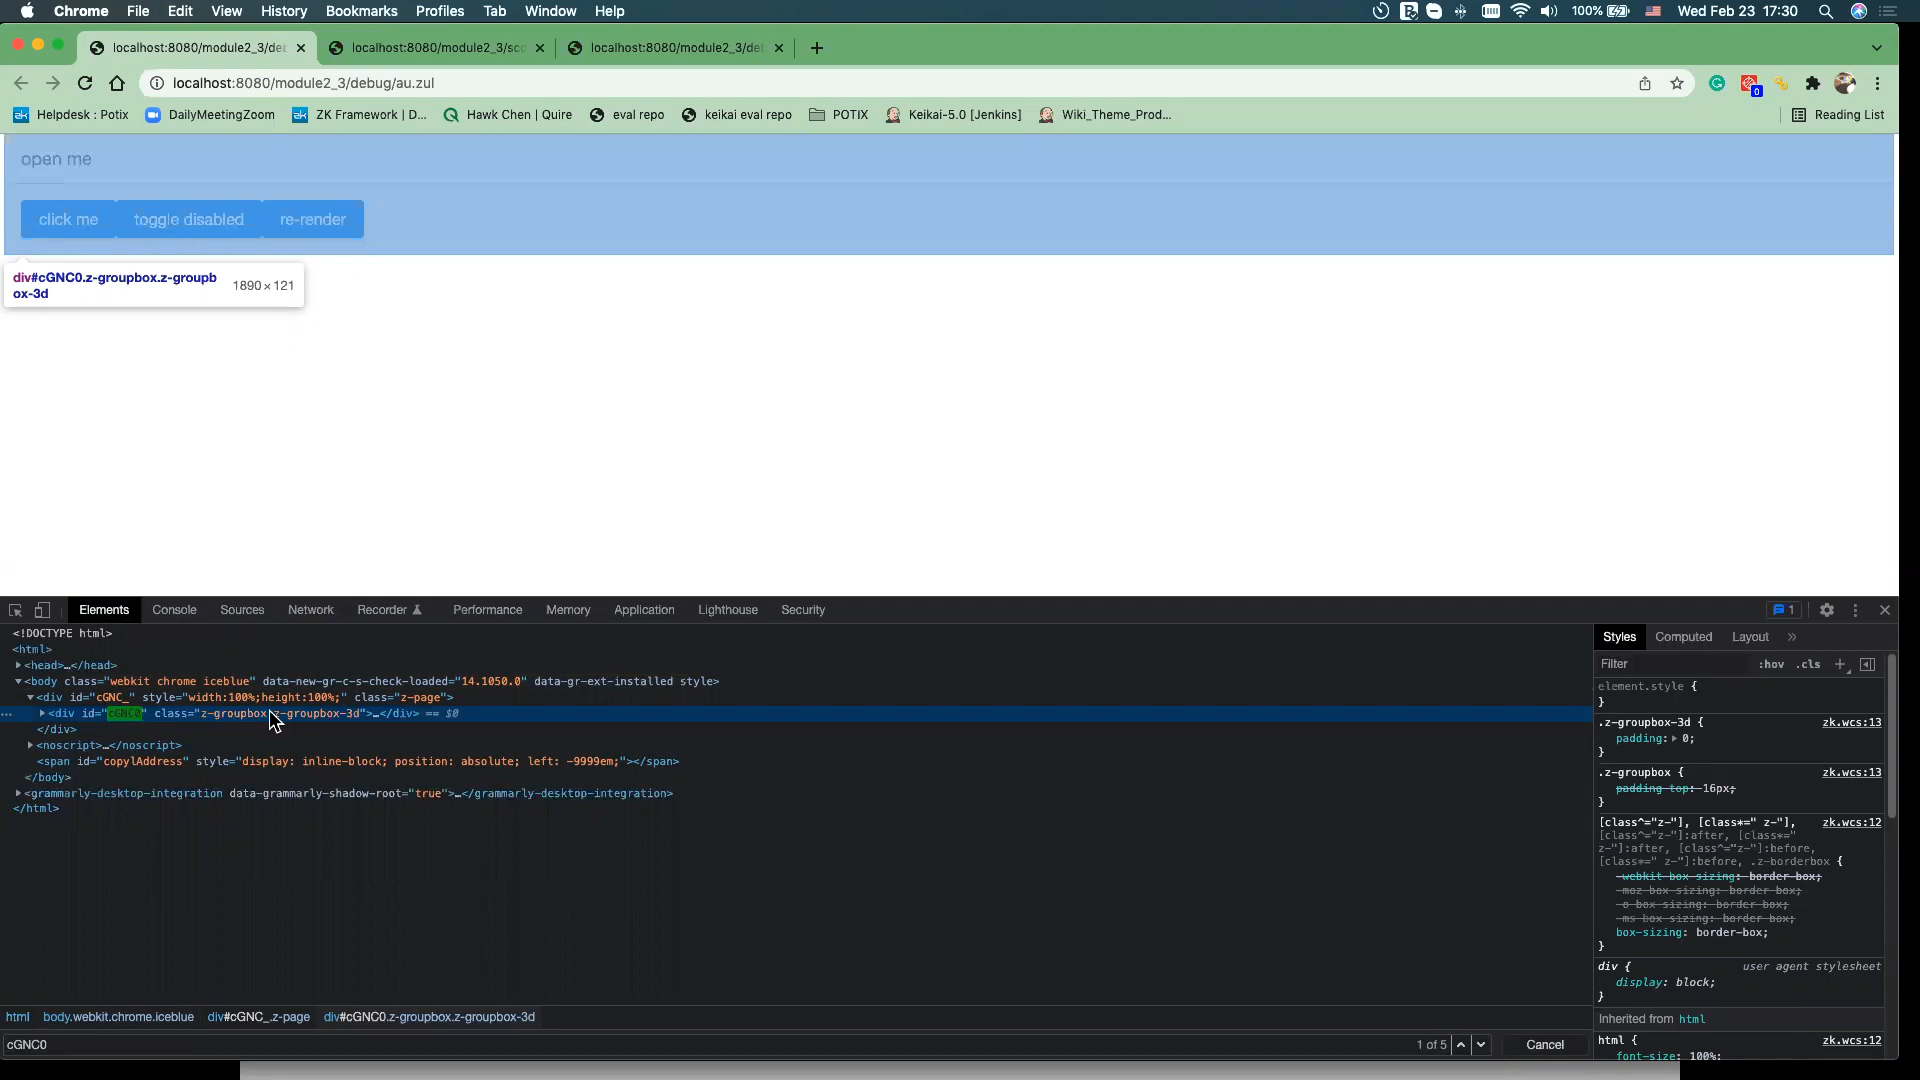 Chrome File Edit View History Bookmarks Profiles Tab Window Help 100% Wed Feb 23 17:30
localhost:8080/module2_3/deb localhost:8080/module2_3/sco localhost:8080/module2_3/deb
localhost:8080/module2_3/debug/au.zul
Helpdesk : Potix DailyMeetingZoom ZK Framework | D... Hawk Chen | Quire eval repo keikai eval repo POTIX Keikai-5.0 [Jenkins] Wiki_Theme_Prod... Reading List
open me
click me toggle disabled re-render
div#cGNC0.z-groupbox.z-groupb
ox-3d
1890 × 121
Elements Console Sources Network Recorder Performance Memory Application Lighthouse Security 1
<!DOCTYPE html>
<html>
<head>…</head>
<body class="webkit chrome iceblue" data-new-gr-c-s-check-loaded="14.1050.0" data-gr-ext-installed style>
<div id="cGNC_" style="width:100%;height:100%;" class="z-page">
<div id="cGNC0" class="z-groupbox z-groupbox-3d">…</div> == $0
</div>
<noscript>…</noscript>
<span id="copylAddress" style="display: inline-block; position: absolute; left: -9999em;"></span>
</body>
<grammarly-desktop-integration data-grammarly-shadow-root="true">…</grammarly-desktop-integration>
</html>
html body.webkit.chrome.iceblue div#cGNC_.z-page div#cGNC0.z-groupbox.z-groupbox-3d
cGNC0 1 of 5 Cancel
Styles Computed Layout »
Filter :hov .cls +
element.style {
}
.z-groupbox-3d { zk.wcs:13
padding: 0;
}
.z-groupbox { zk.wcs:13
padding-top: 16px;
}
[class^="z-"], [class*=" z-"], zk.wcs:12
[class^="z-"]:after, [class*="
z-"]:after, [class^="z-"]:before,
[class*=" z-"]:before, .z-borderbox {
-webkit-box-sizing: border-box;
-moz-box-sizing: border-box;
-o-box-sizing: border-box;
-ms-box-sizing: border-box;
box-sizing: border-box;
}
div { user agent stylesheet
display: block;
}
Inherited from html
html { zk.wcs:12
font-size: 100%;